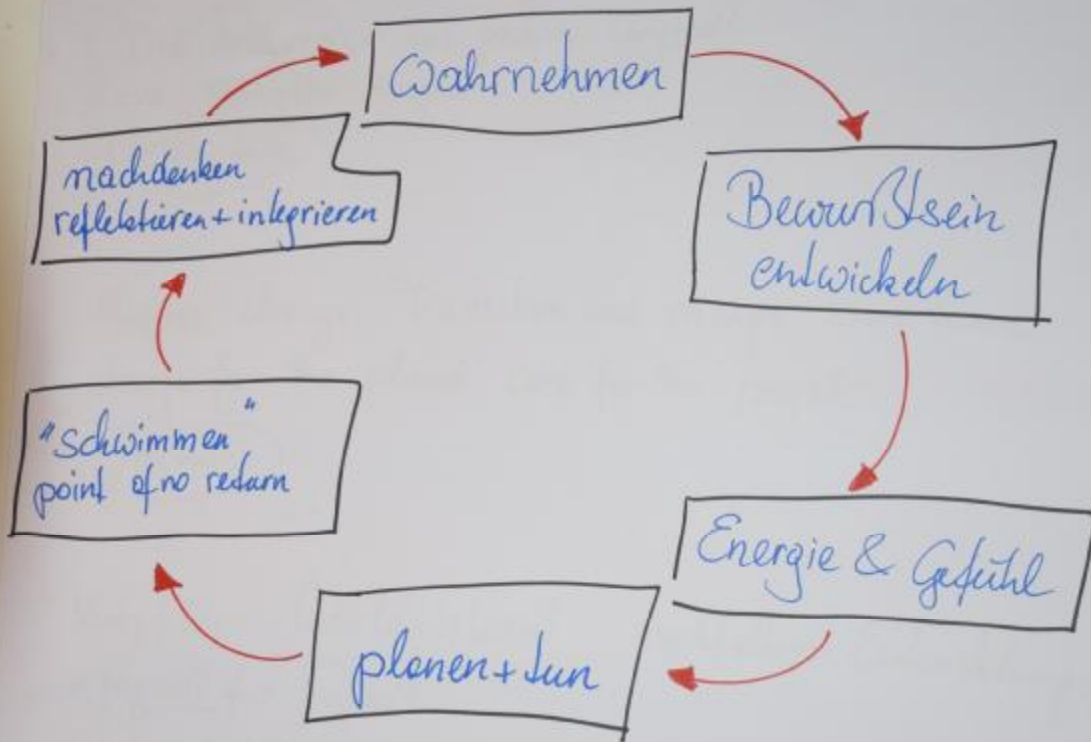 Wahrnehmen
Bewußtsein
entwickeln
Energie & Gefühl
planen + tun
"schwimmen"
point of no return
nachdenken
reflektieren + integrieren